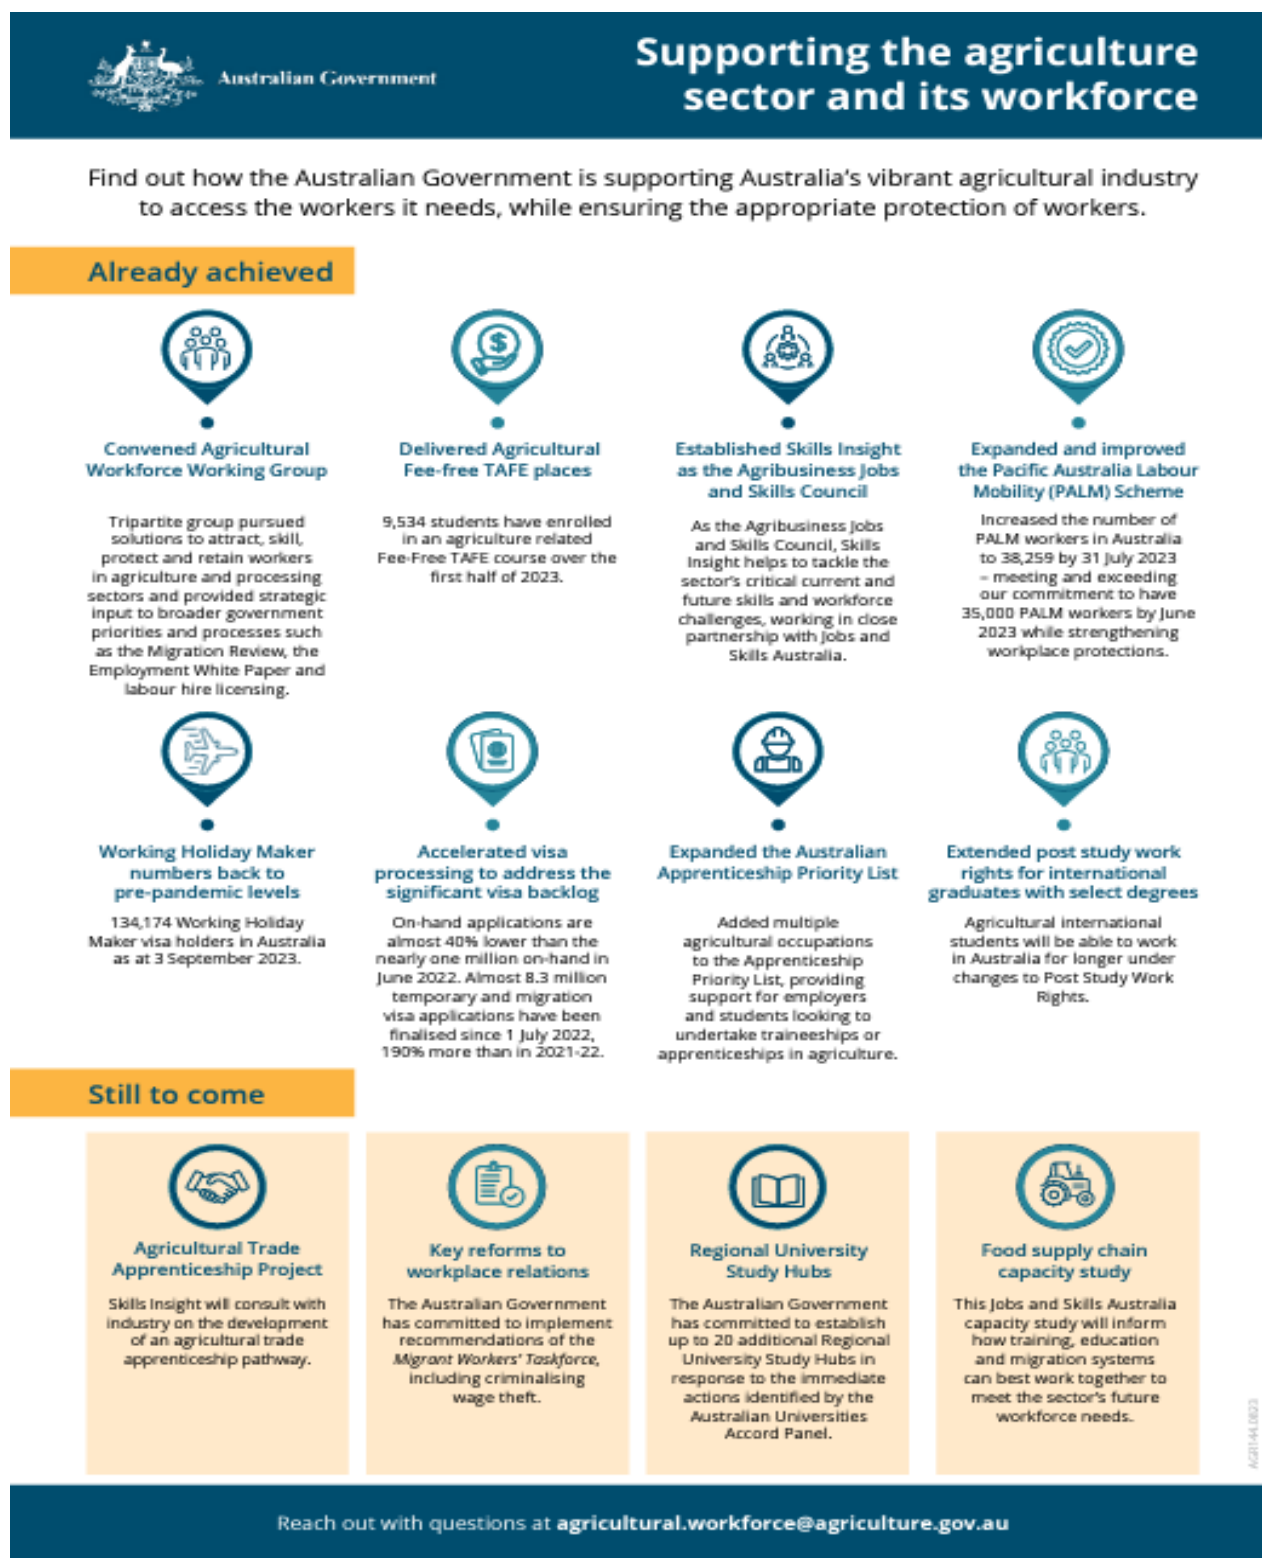 Australian Government
Supporting the agriculture
sector and its workforce
Find out how the Australian Government is supporting Australia's vibrant agricultural industry
to access the workers it needs, while ensuring the appropriate protection of workers.
Already achieved
Convened Agricultural
Workforce Working Group
Tripartite group pursued
solutions to attract, skill,
protect and retain workers
in agriculture and processing
sectors and provided strategic
input to broader government
priorities and processes such
as the Migration Review, the
Employment White Paper and
labour hire licensing.
Delivered Agricultural
Fee-free TAFE places
9,534 students have enrolled
in an agriculture related
Fee-Free TAFE course over the
first half of 2023.
Established Skills Insight
as the Agribusiness Jobs
and Skills Council
As the Agribusiness Jobs
and Skills Council, Skills
Insight helps to tackle the
sector's critical current and
future skills and workforce
challenges, working in close
partnership with Jobs and
Skills Australia.
Expanded and improved
the Pacific Australia Labour
Mobility (PALM) Scheme
Increased the number of
PALM workers in Australia
to 38,259 by 31 July 2023
– meeting and exceeding
our commitment to have
35,000 PALM workers by June
2023 while strengthening
workplace protections.
Working Holiday Maker
numbers back to
pre-pandemic levels
134,174 Working Holiday
Maker visa holders in Australia
as at 3 September 2023.
Accelerated visa
processing to address the
significant visa backlog
On-hand applications are
almost 40% lower than the
nearly one million on-hand in
June 2022. Almost 8.3 million
temporary and migration
visa applications have been
finalised since 1 July 2022,
190% more than in 2021-22.
Expanded the Australian
Apprenticeship Priority List
Added multiple
agricultural occupations
to the Apprenticeship
Priority List, providing
support for employers
and students looking to
undertake traineeships or
apprenticeships in agriculture.
Extended post study work
rights for international
graduates with select degrees
Agricultural international
students will be able to work
in Australia for longer under
changes to Post Study Work
Rights.
Still to come
Agricultural Trade
Apprenticeship Project
Skills Insight will consult with
industry on the development
of an agricultural trade
apprenticeship pathway.
Key reforms to
workplace relations
The Australian Government
has committed to implement
recommendations of the
Migrant Workers' Taskforce,
including criminalising
wage theft.
Regional University
Study Hubs
The Australian Government
has committed to establish
up to 20 additional Regional
University Study Hubs in
response to the immediate
actions identified by the
Australian Universities
Accord Panel.
Food supply chain
capacity study
This Jobs and Skills Australia
capacity study will inform
how training, education
and migration systems
can best work together to
meet the sector's future
workforce needs.
AGR144.0823
Reach out with questions at agricultural.workforce@agriculture.gov.au